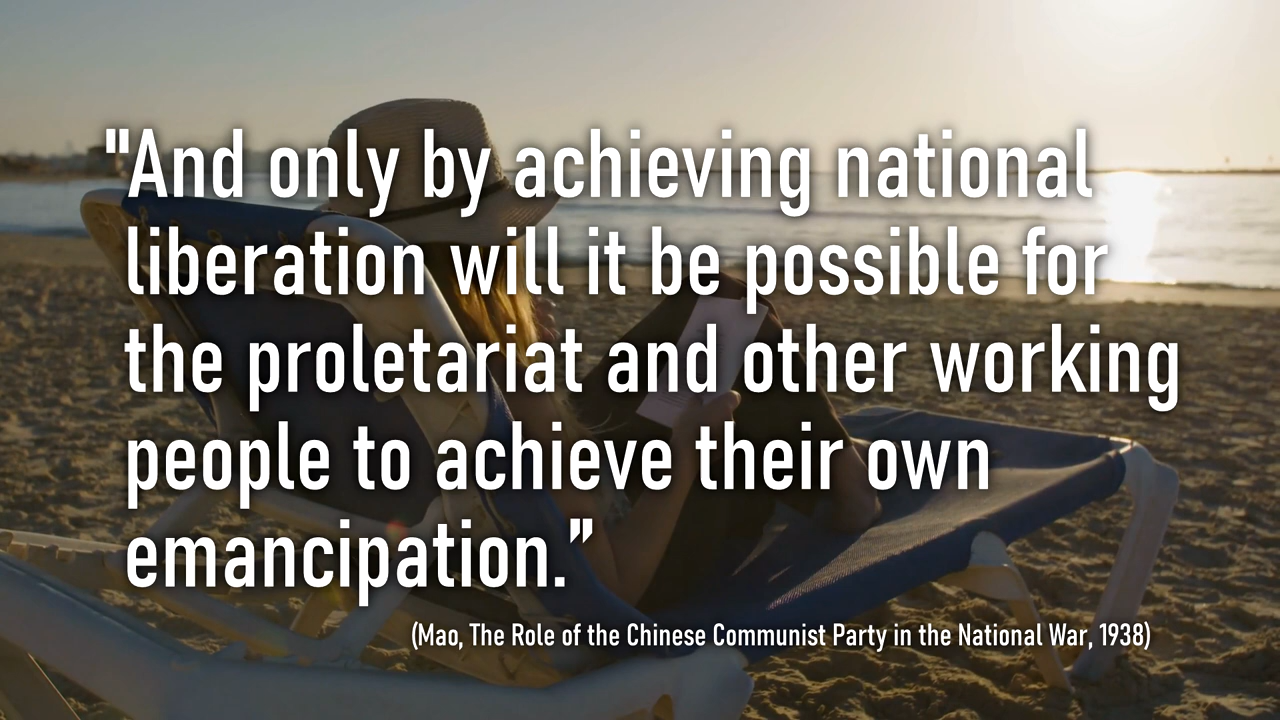 "And only by achieving national
liberation will it be possible for
the proletariat and other working
people to achieve their own
emancipation.”
(Mao, The Role of the Chinese Communist Party in the National War, 1938)